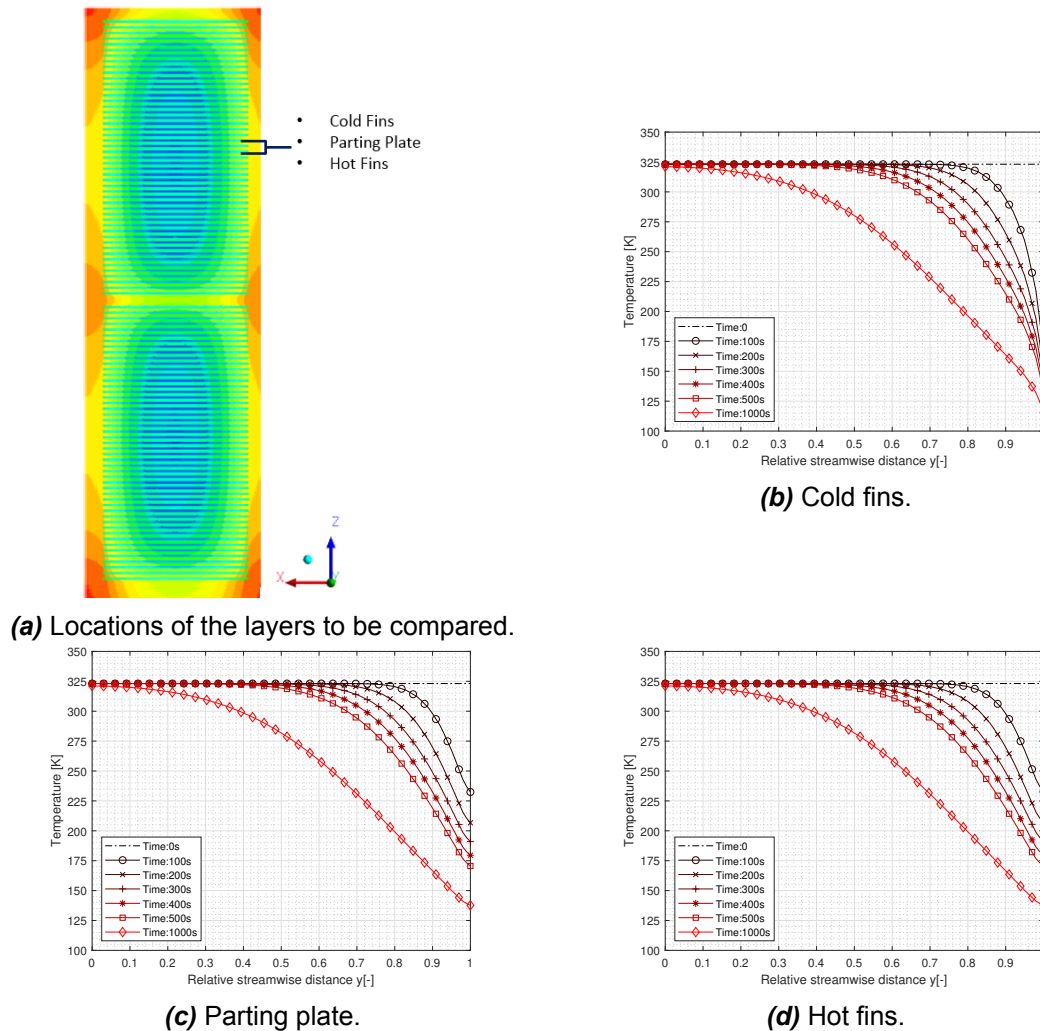 • Cold Fins
• Parting Plate
• Hot Fins
Z
X
Y
(a) Locations of the layers to be compared.
350
325
300
275
250
225
200
175
150
125
100
Temperature [K]
Time:0
Time:100s
Time:200s
Time:300s
Time:400s
Time:500s
Time:1000s
0 0.1 0.2 0.3 0.4 0.5 0.6 0.7 0.8 0.9
Relative streamwise distance y[-]
(b) Cold fins.
350
325
300
275
250
225
200
175
150
125
100
Temperature [K]
Time:0s
Time:100s
Time:200s
Time:300s
Time:400s
Time:500s
Time:1000s
0 0.1 0.2 0.3 0.4 0.5 0.6 0.7 0.8 0.9 1
Relative streamwise distance y[-]
(c) Parting plate.
350
325
300
275
250
225
200
175
150
125
100
Temperature [K]
Time:0
Time:100s
Time:200s
Time:300s
Time:400s
Time:500s
Time:1000s
0 0.1 0.2 0.3 0.4 0.5 0.6 0.7 0.8 0.9
Relative streamwise distance y[-]
(d) Hot fins.